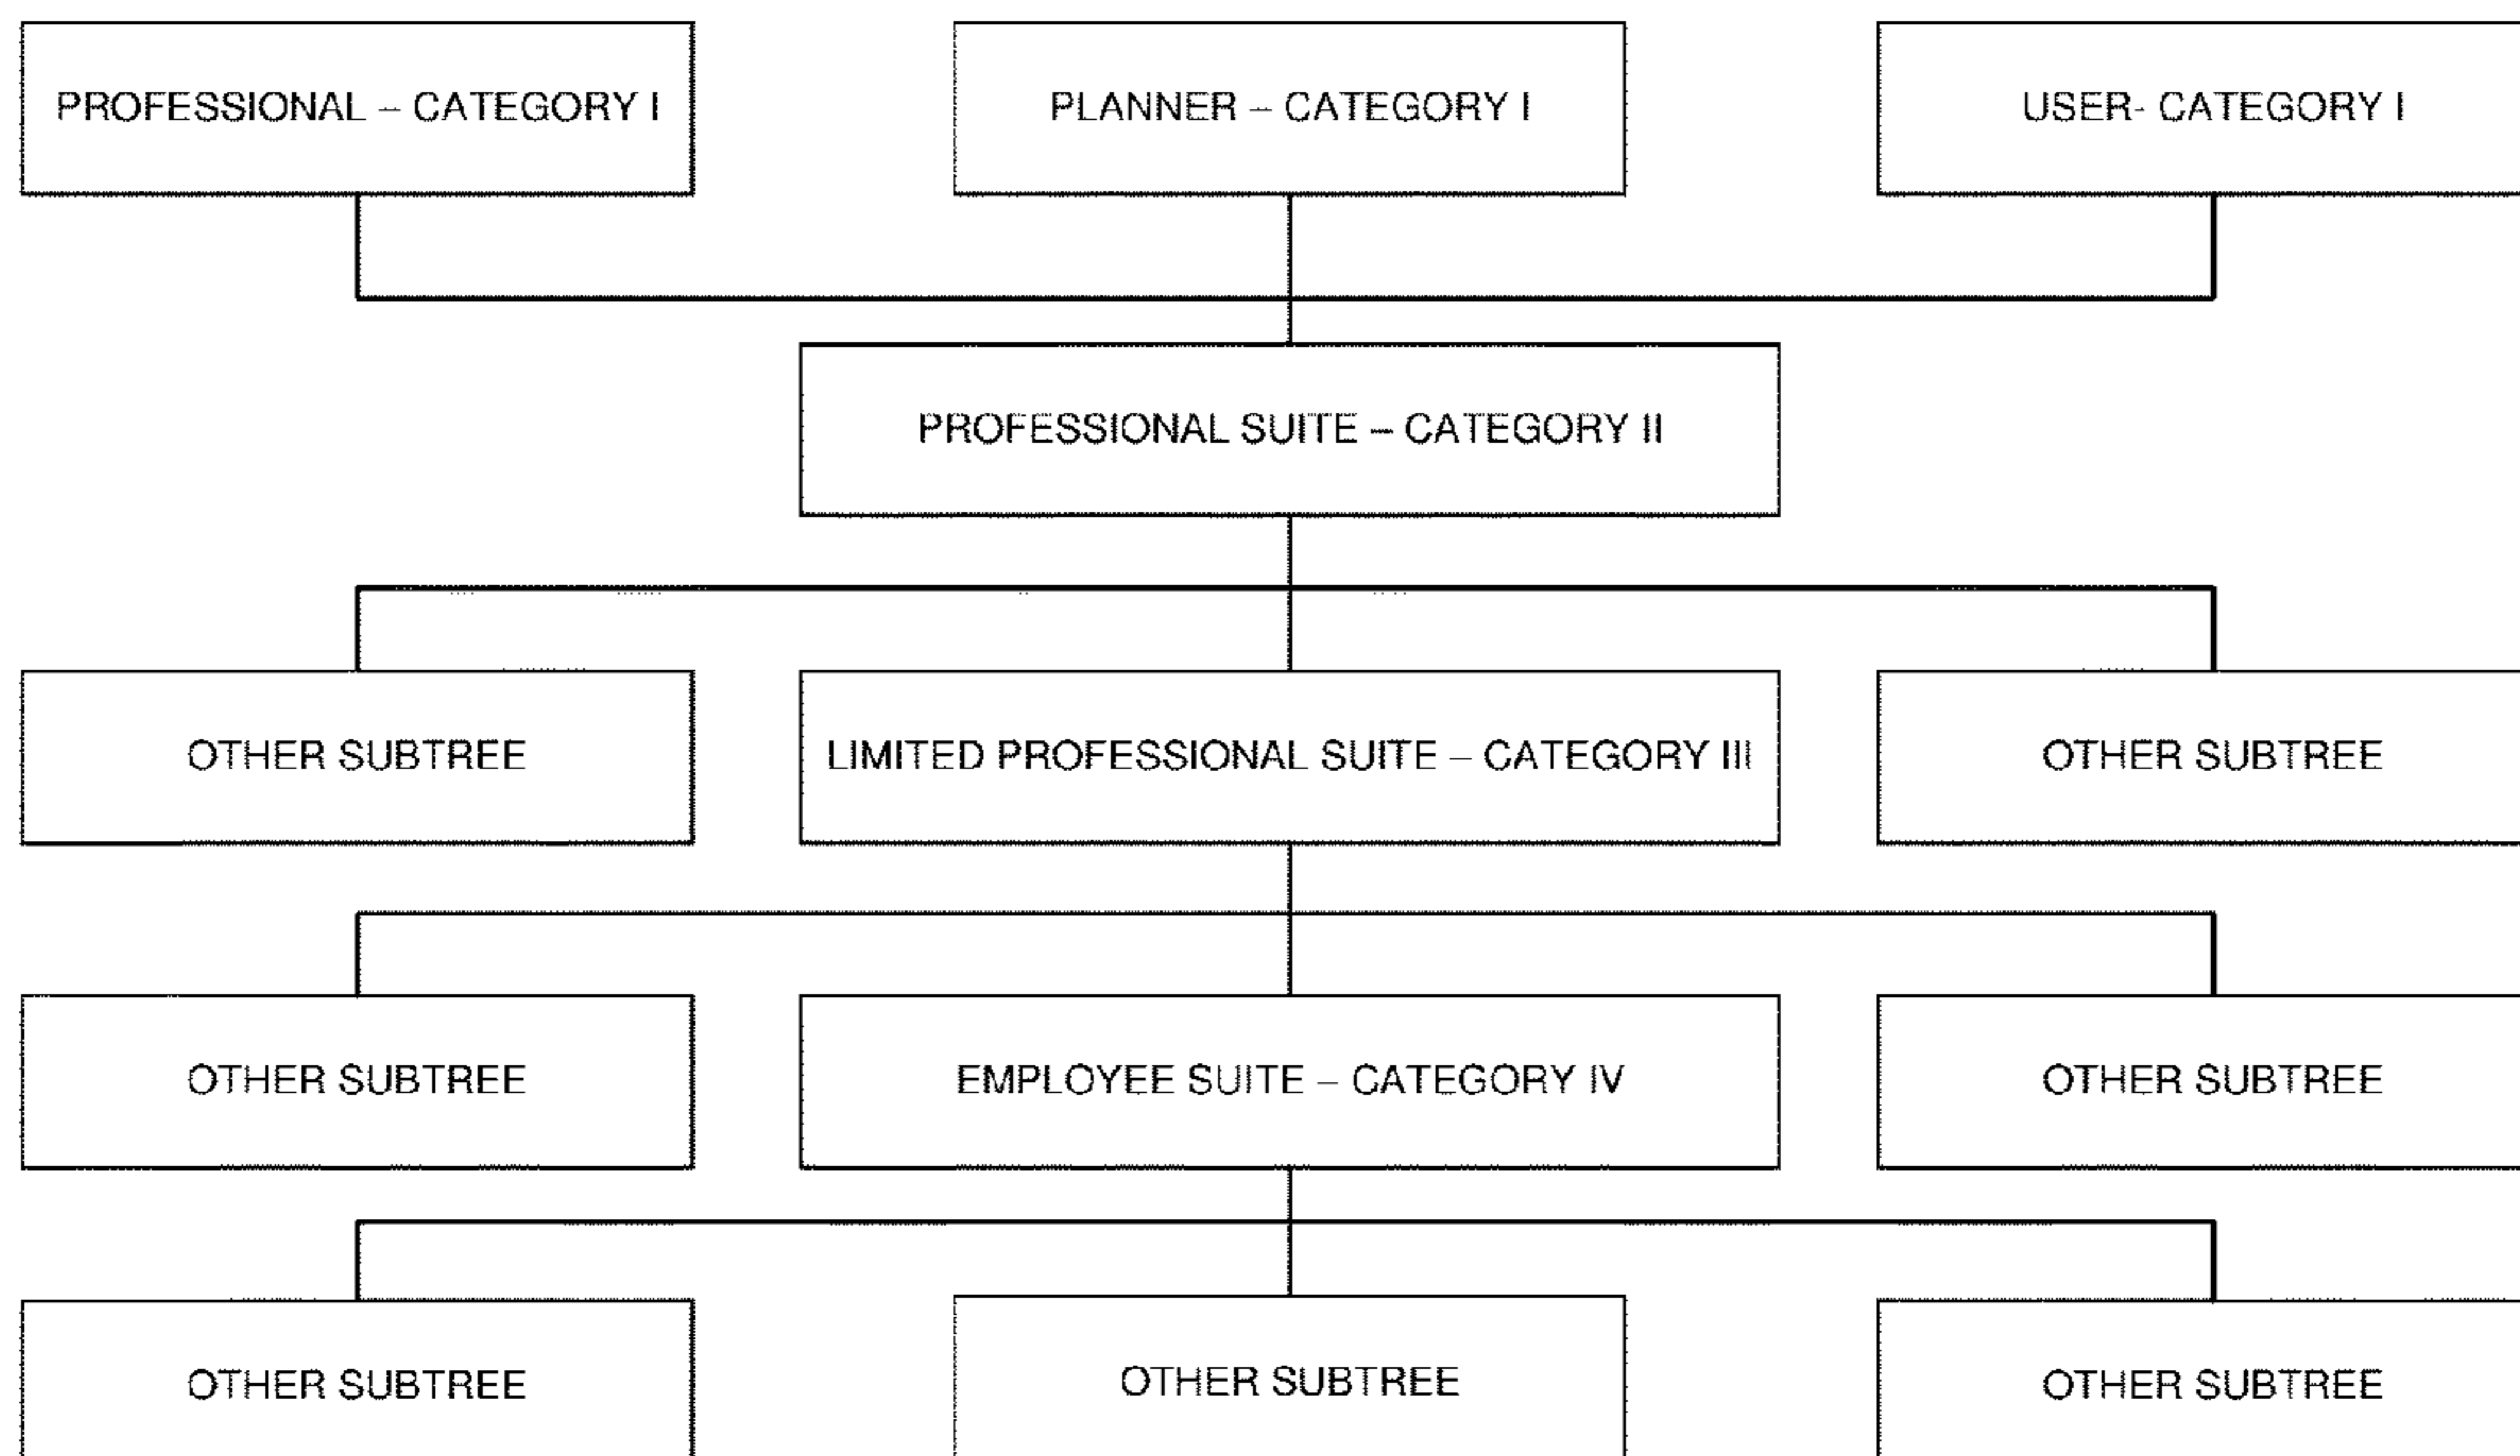 PROFESSIONAL – CATEGORY I
PLANNER – CATEGORY I
USER- CATEGORY I
PROFESSIONAL SUITE – CATEGORY II
OTHER SUBTREE
LIMITED PROFESSIONAL SUITE – CATEGORY III
OTHER SUBTREE
OTHER SUBTREE
EMPLOYEE SUITE – CATEGORY IV
OTHER SUBTREE
OTHER SUBTREE
OTHER SUBTREE
OTHER SUBTREE